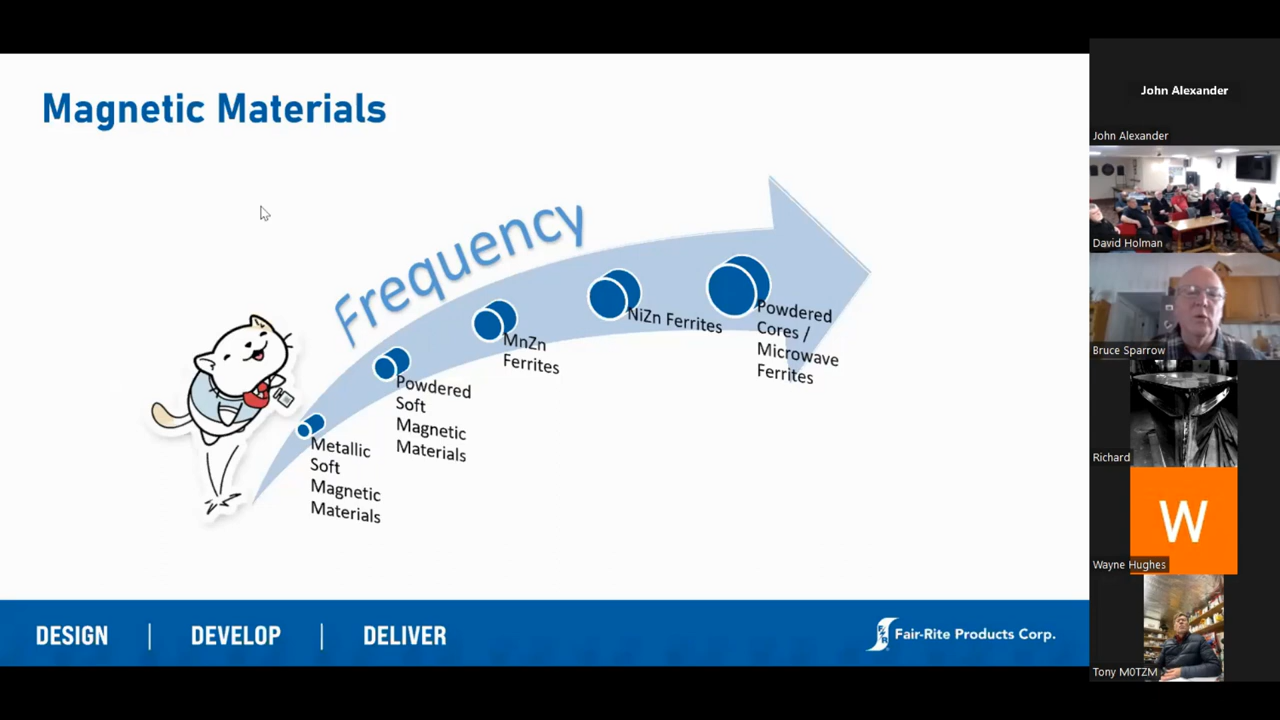 Magnetic Materials
Frequency
Metallic
Soft
Magnetic
Materials
Powdered
Soft
Magnetic
Materials
MnZn
Ferrites
NiZn Ferrites
Powdered
Cores /
Microwave
Ferrites
DESIGN | DEVELOP | DELIVER
Fair-Rite Products Corp.
John Alexander
John Alexander
David Holman
Bruce Sparrow
Richard
W
Wayne Hughes
Tony M0TZM